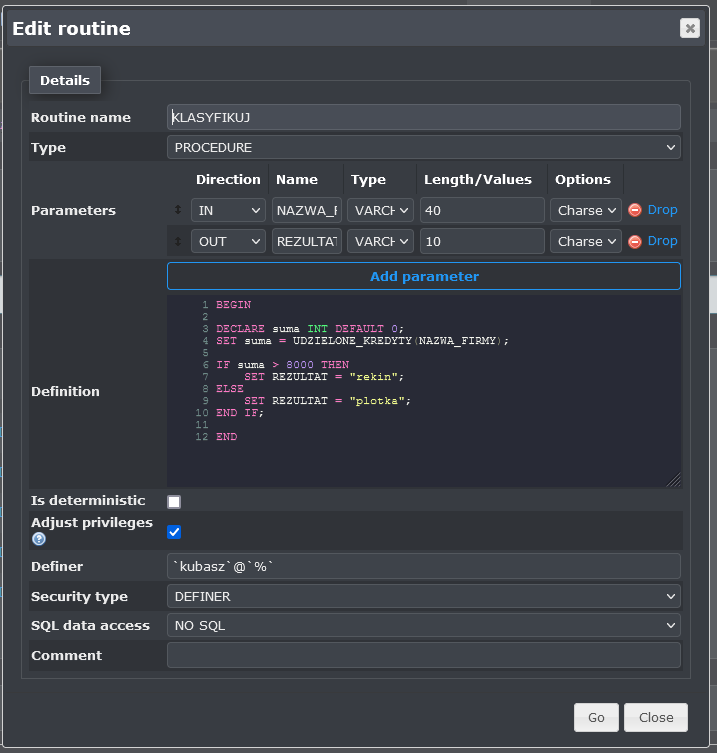 Edit routine
Details
Routine name KLASYFIKUJ
Type PROCEDURE
Direction Name Type Length/Values Options
Parameters IN NAZWA_F VARCH 40 Charse Drop
OUT REZULTAT VARCH 10 Charse Drop
Add parameter
Definition
1 BEGIN
2
3 DECLARE suma INT DEFAULT 0;
4 SET suma = UDZIELONE_KREDYTY(NAZWA_FIRMY);
5
6 IF suma > 8000 THEN
7 SET REZULTAT = "rekin";
8 ELSE
9 SET REZULTAT = "plotka";
10 END IF;
11
12 END
Is deterministic
Adjust privileges
Definer `kubasz`@`%`
Security type DEFINER
SQL data access NO SQL
Comment
Go Close